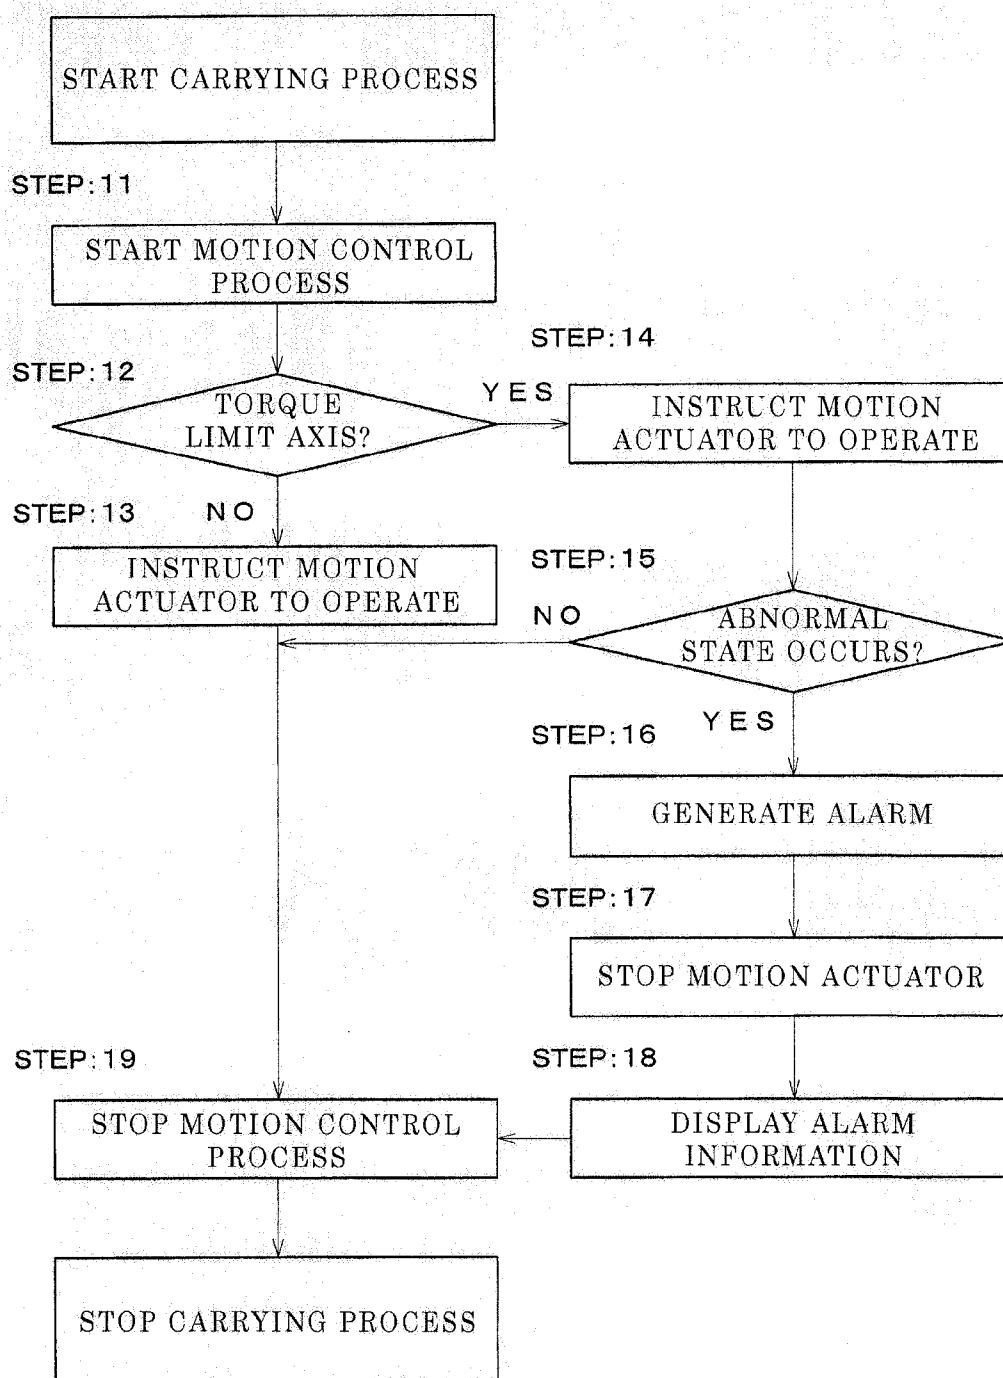 START CARRYING PROCESS
STEP:11
START MOTION CONTROL
PROCESS
STEP:14
STEP:12
YES
TORQUE
LIMIT AXIS?
INSTRUCT MOTION
ACTUATOR TO OPERATE
STEP:13
NO
INSTRUCT MOTION
ACTUATOR TO OPERATE
STEP:15
NO
ABNORMAL
STATE OCCURS?
YES
STEP:16
GENERATE ALARM
STEP:17
STOP MOTION ACTUATOR
STEP:19
STEP:18
STOP MOTION CONTROL
PROCESS
DISPLAY ALARM
INFORMATION
STOP CARRYING PROCESS